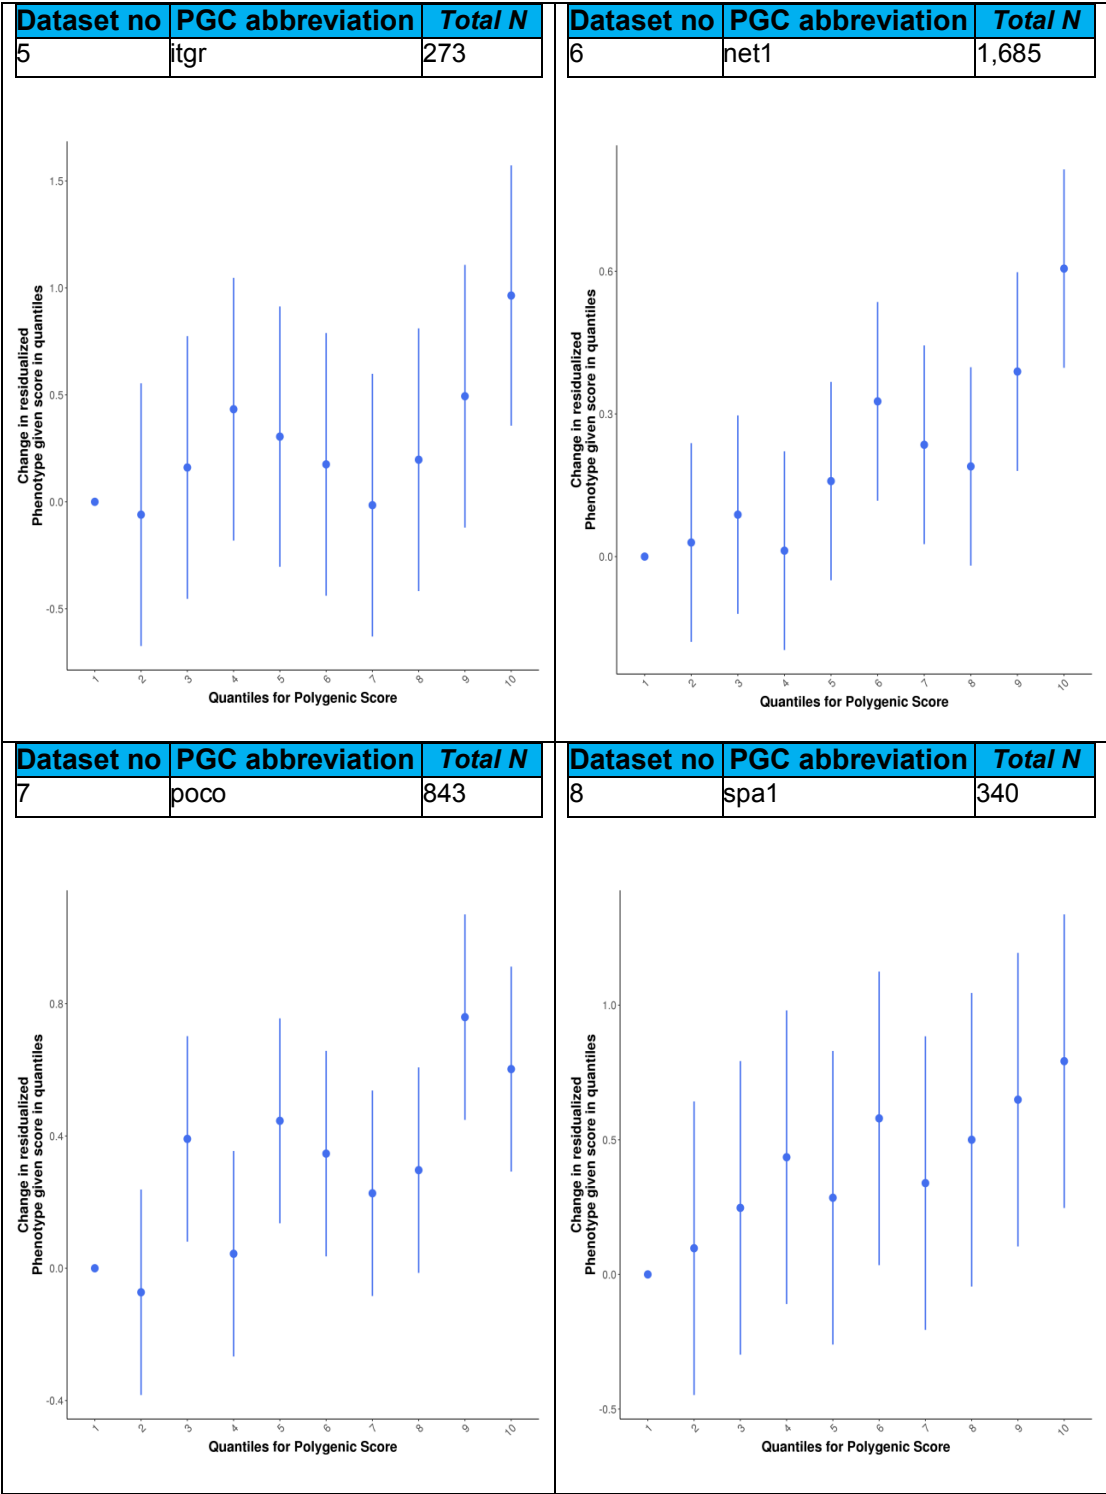 Dataset no PGC abbreviation Total N
5 itgr 273
1.5
1.0
0.5
0.0
-0.5
Change in residualized
Phenotype given score in quantiles
1 2 3 4 5 6 7 8 9 10
Quantiles for Polygenic Score
Dataset no PGC abbreviation Total N
6 net1 1,685
0.6
0.3
0.0
Change in residualized
Phenotype given score in quantiles
1 2 3 4 5 6 7 8 9 10
Quantiles for Polygenic Score
Dataset no PGC abbreviation Total N
7 poco 843
0.8
0.4
0.0
-0.4
Change in residualized
Phenotype given score in quantiles
1 2 3 4 5 6 7 8 9 10
Quantiles for Polygenic Score
Dataset no PGC abbreviation Total N
8 spa1 340
1.0
0.5
0.0
-0.5
Change in residualized
Phenotype given score in quantiles
1 2 3 4 5 6 7 8 9 10
Quantiles for Polygenic Score